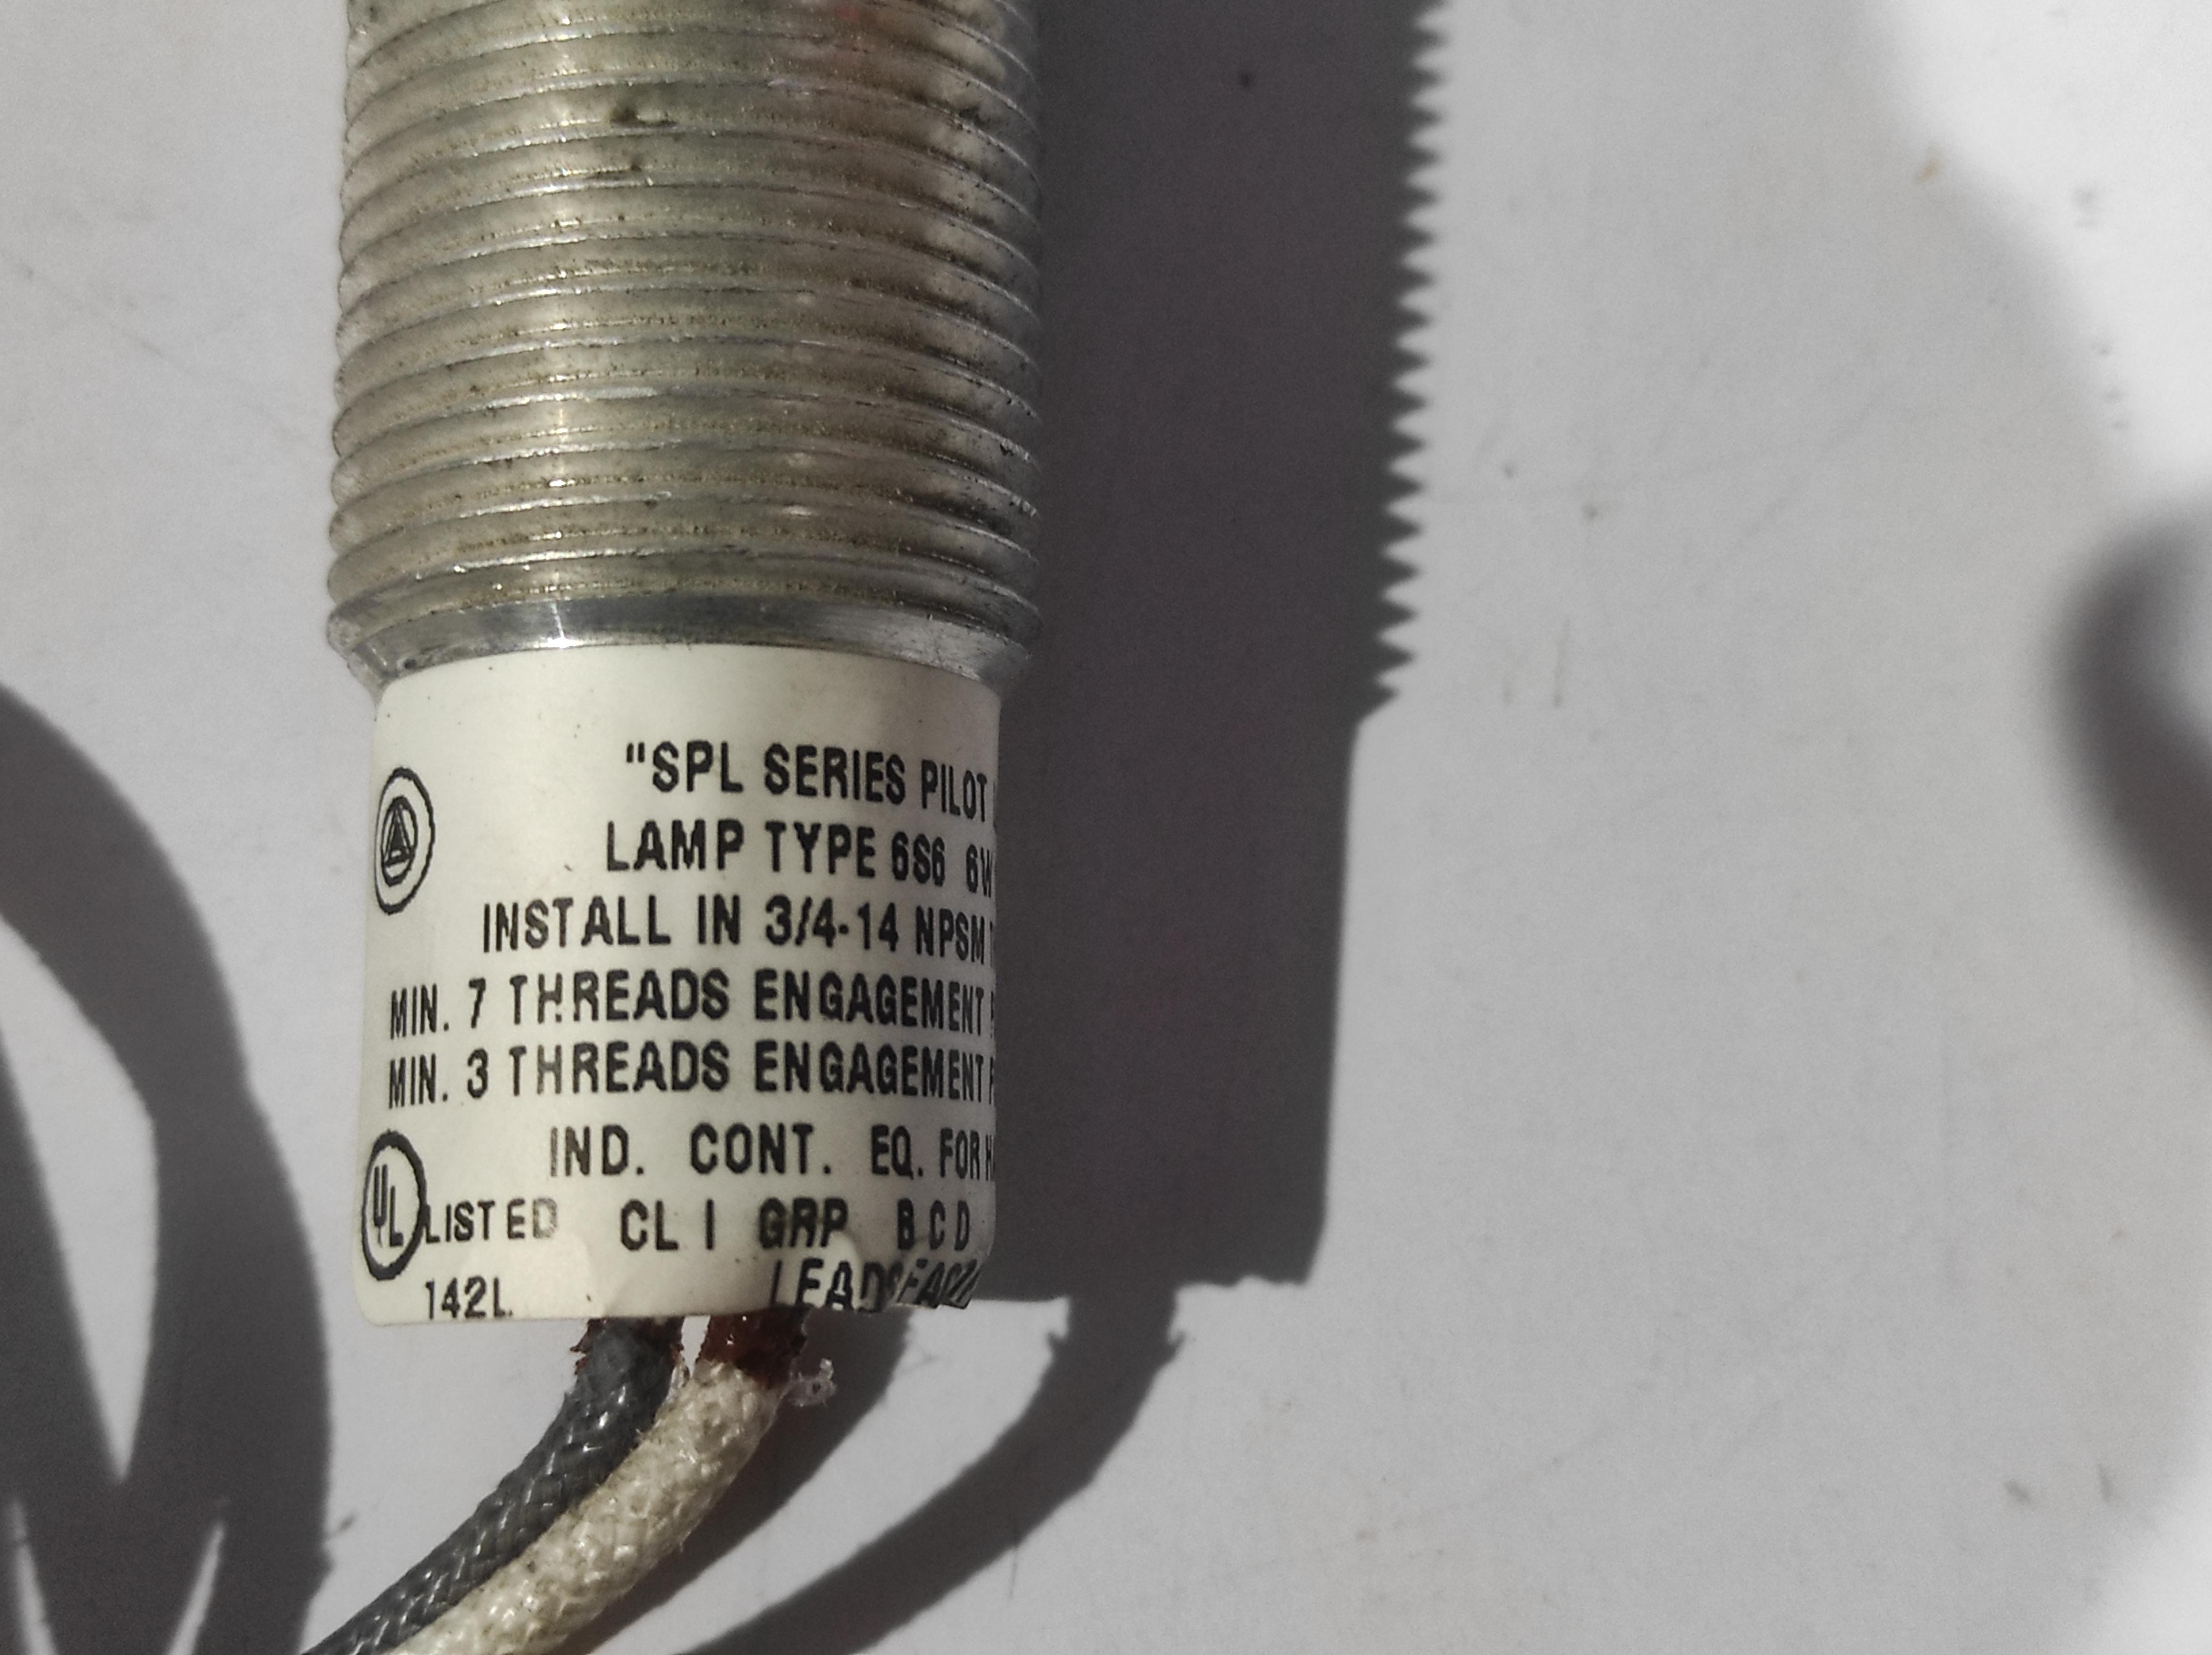 "SPL SERIES PILOT
LAMP TYPE 6S6 6W
INSTALL IN 3/4-14 NPSM
MIN. 7 THREADS ENGAGEMENT
MIN. 3 THREADS ENGAGEMENT
IND. CONT. EQ. FOR
UL LISTED CL I GRP B C D
142L